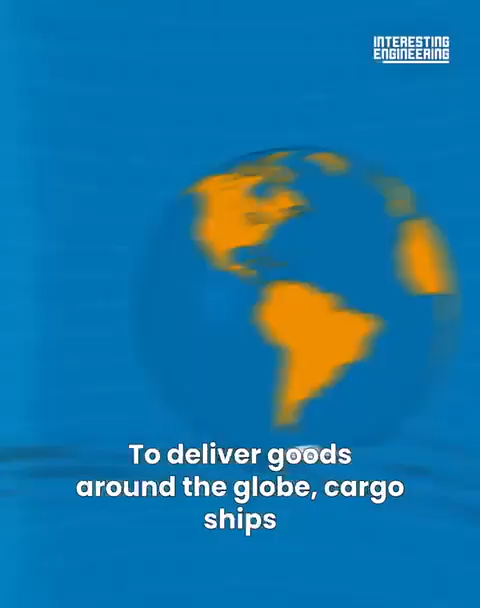 INTERESTING
ENGINEERING
To deliver goods
around the globe, cargo
ships